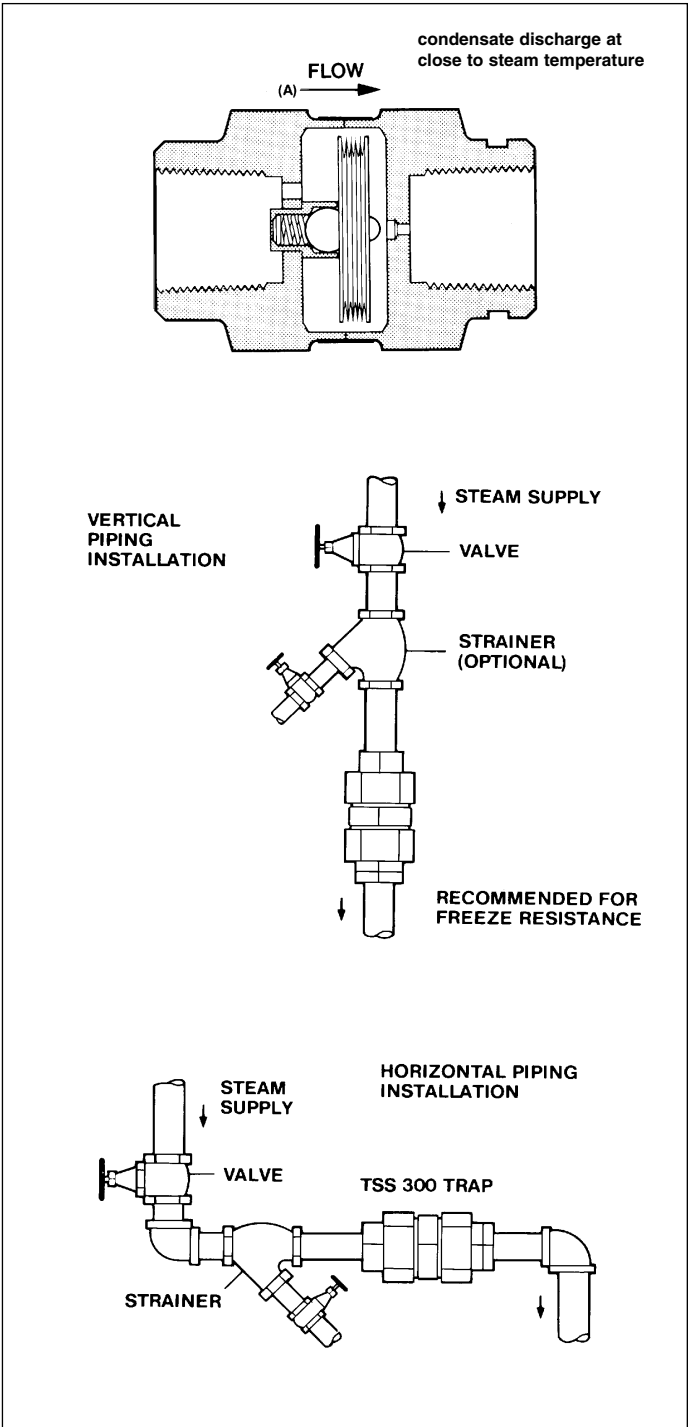 condensate discharge at
close to steam temperature
FLOW
(A)
VERTICAL
PIPING
INSTALLATION
STEAM SUPPLY
VALVE
STRAINER
(OPTIONAL)
RECOMMENDED FOR
FREEZE RESISTANCE
HORIZONTAL PIPING
INSTALLATION
STEAM
SUPPLY
VALVE
TSS 300 TRAP
STRAINER